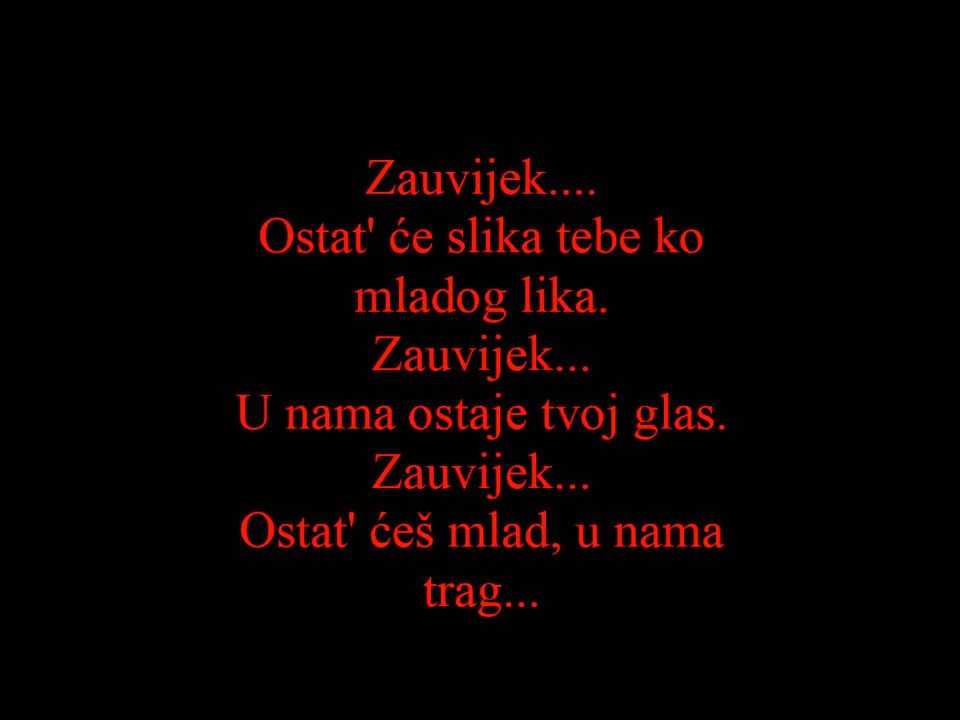 Zauvijek....
Ostat' će slika tebe ko
mladog lika.
Zauvijek...
U nama ostaje tvoj glas.
Zauvijek...
Ostat' ćeš mlad, u nama
trag...